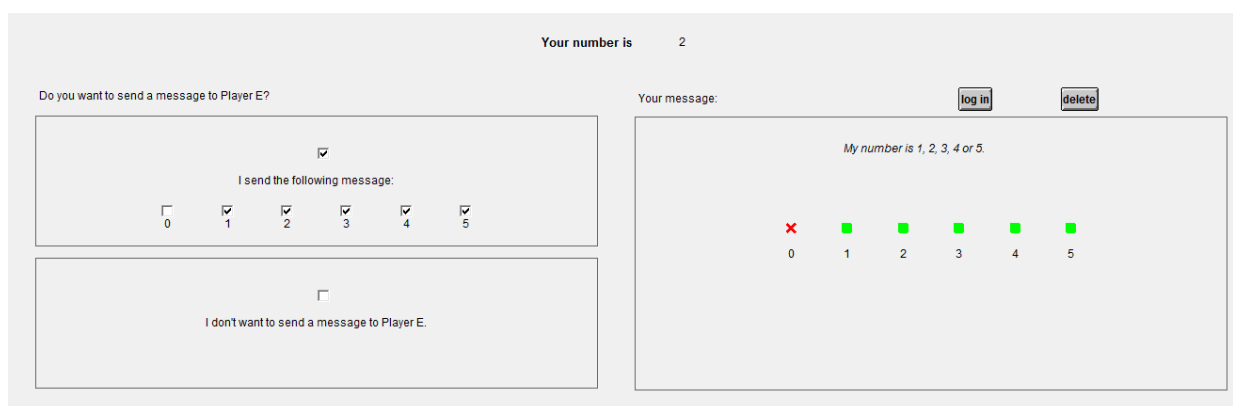 Your number is 2
Do you want to send a message to Player E?
I send the following message:
0 1 2 3 4 5
I don't want to send a message to Player E.
Your message: log in delete
My number is 1, 2, 3, 4 or 5.
0 1 2 3 4 5